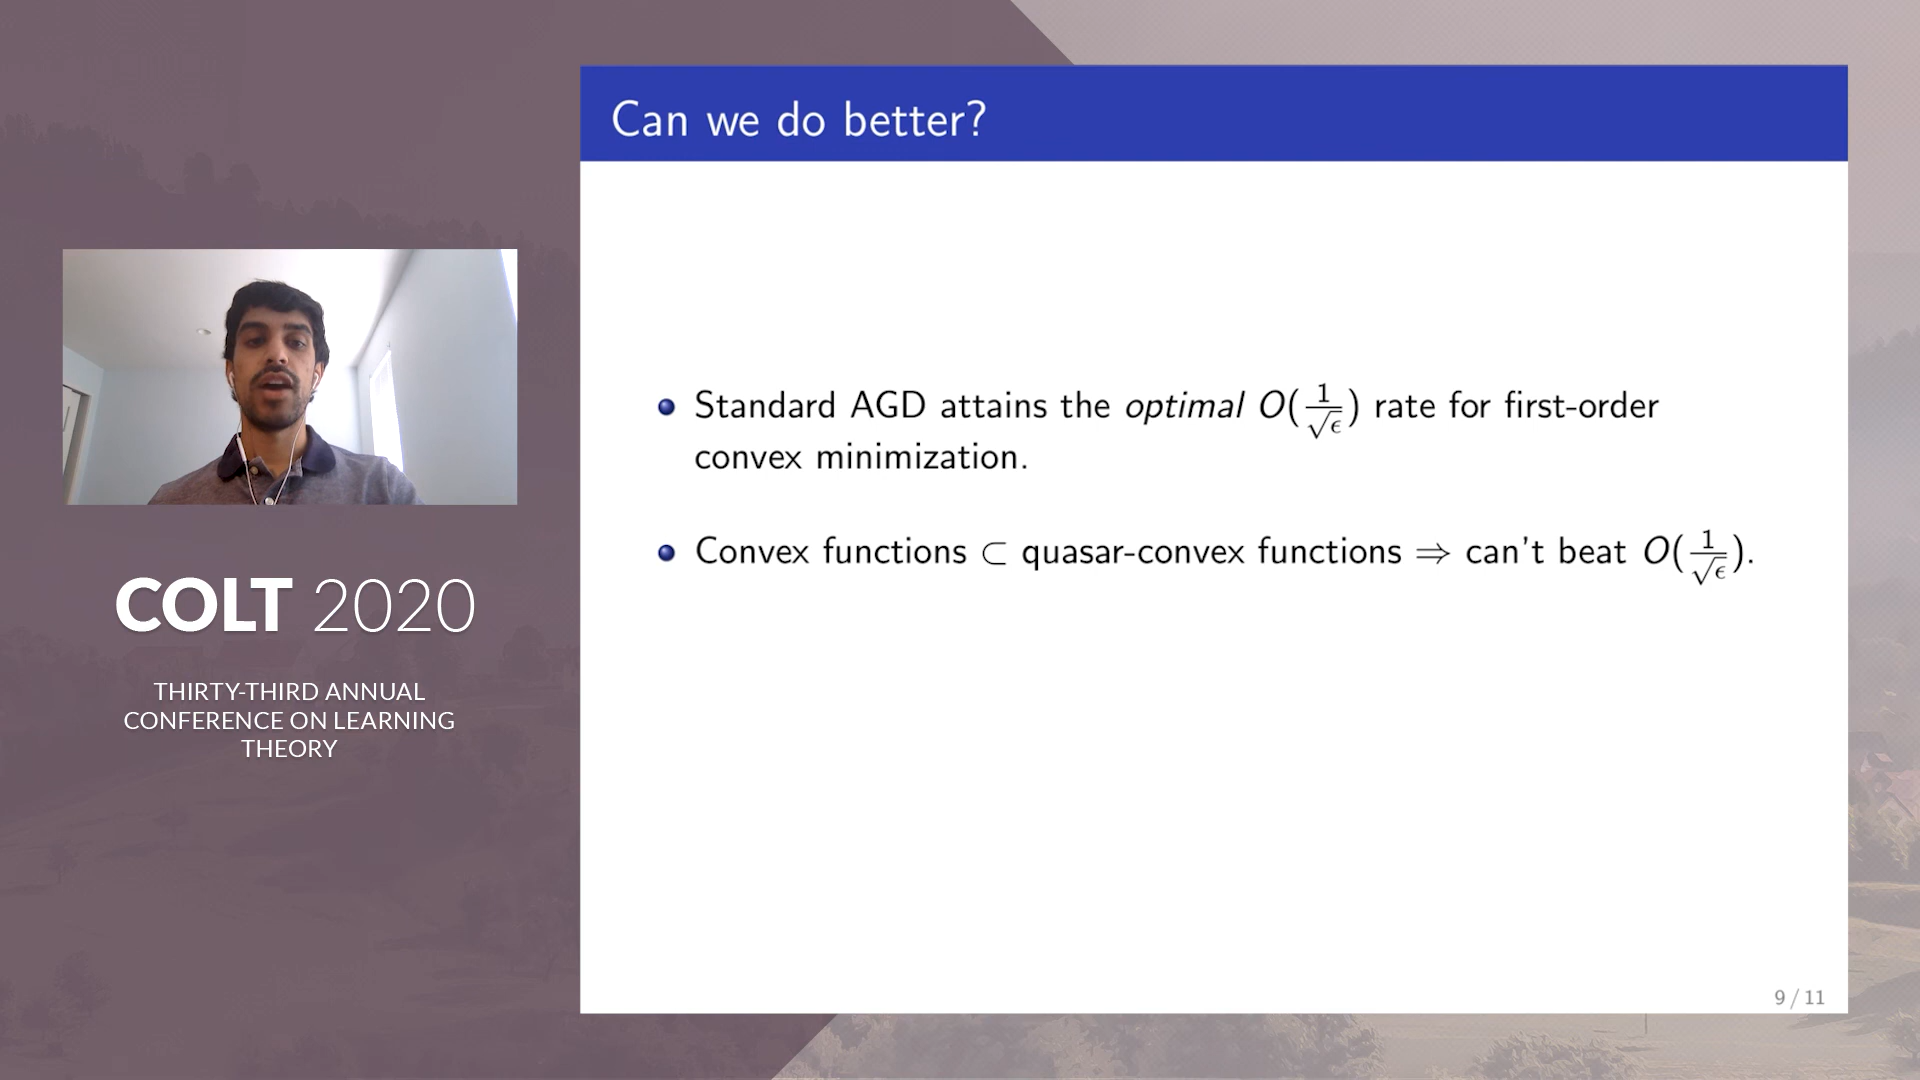 COLT 2020
THIRTY-THIRD ANNUAL
CONFERENCE ON LEARNING
THEORY
Can we do better?
Standard AGD attains the optimal O(1/√ϵ) rate for first-order
convex minimization.
Convex functions ⊂ quasar-convex functions ⇒ can't beat O(1/√ϵ).
9 / 11